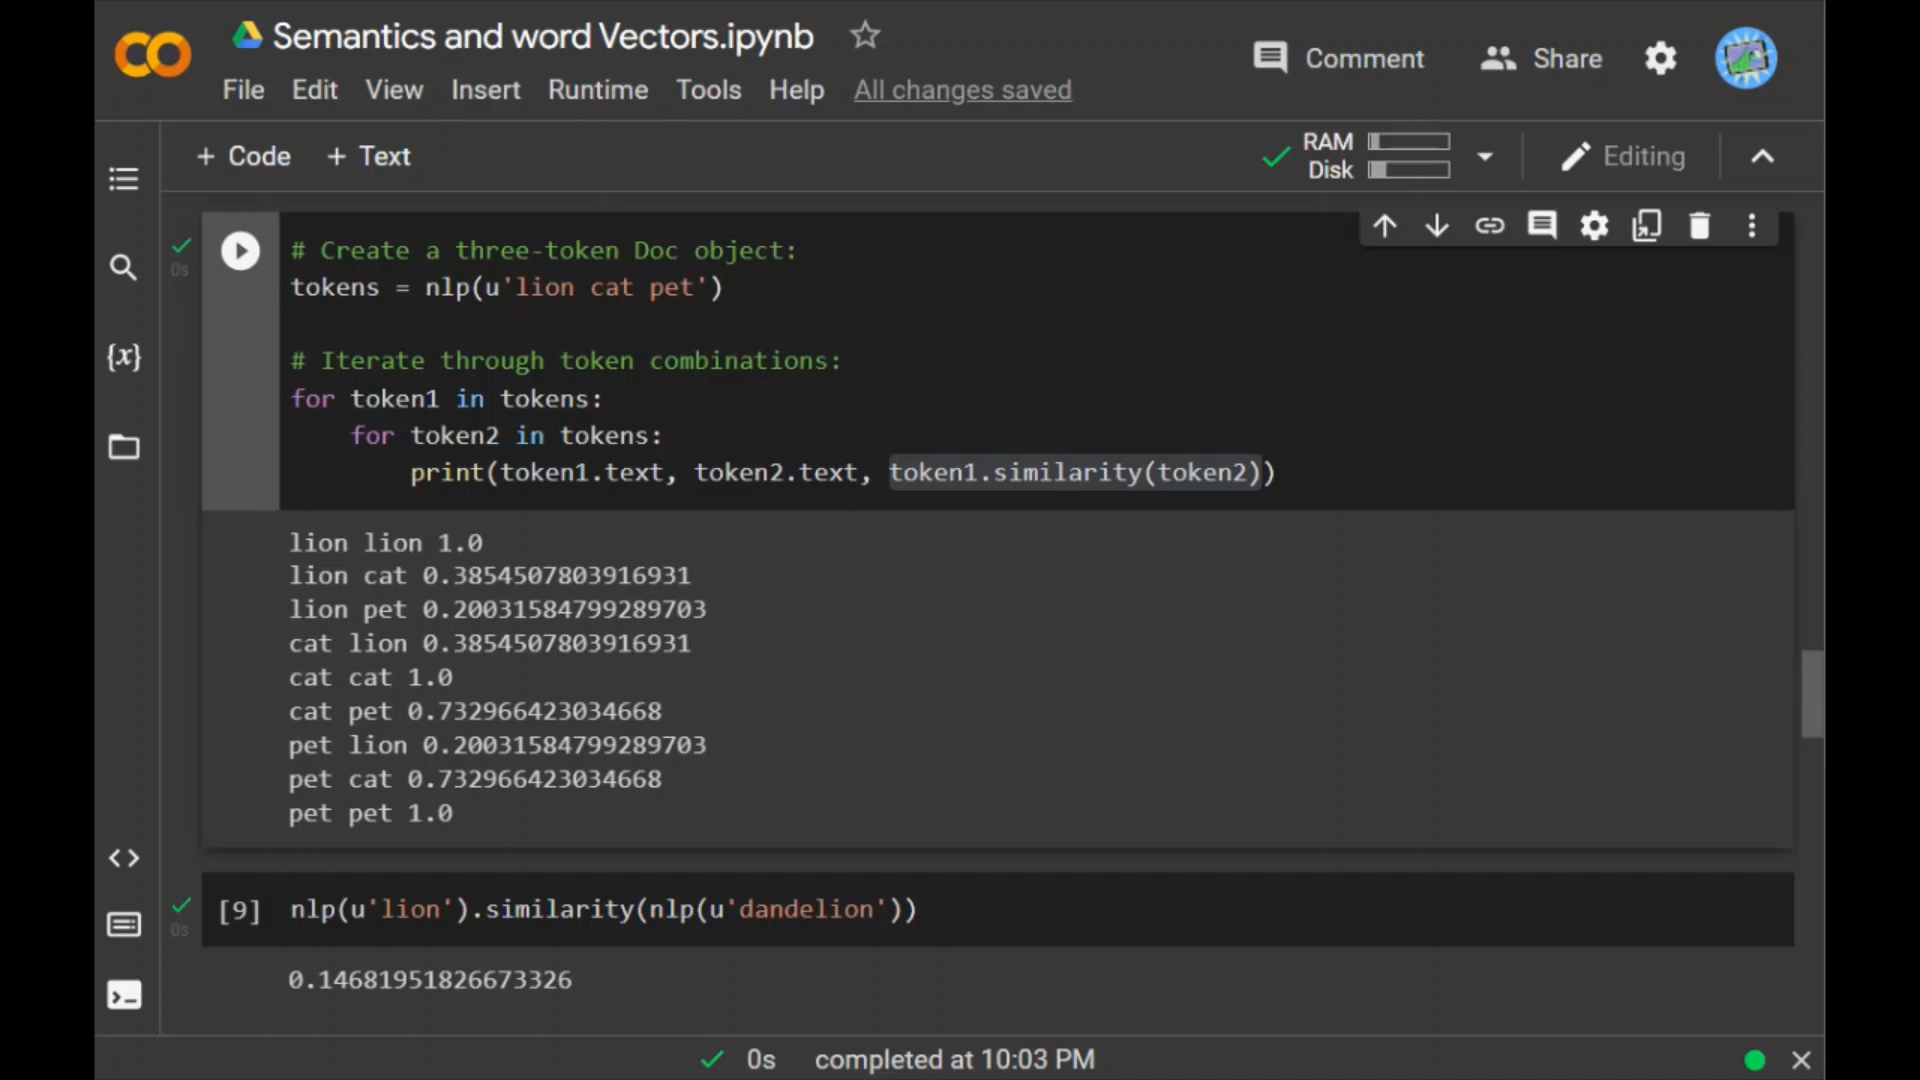 Semantics and word Vectors.ipynb
Comment
Share
File Edit View Insert Runtime Tools Help All changes saved
+ Code + Text
RAM
Disk
Editing
{x}
0s
# Create a three-token Doc object:
tokens = nlp(u'lion cat pet')
# Iterate through token combinations:
for token1 in tokens:
    for token2 in tokens:
        print(token1.text, token2.text, token1.similarity(token2))
lion lion 1.0
lion cat 0.3854507803916931
lion pet 0.20031584799289703
cat lion 0.3854507803916931
cat cat 1.0
cat pet 0.732966423034668
pet lion 0.20031584799289703
pet cat 0.732966423034668
pet pet 1.0
[9] nlp(u'lion').similarity(nlp(u'dandelion'))
0s
0.14681951826673326
0s completed at 10:03 PM